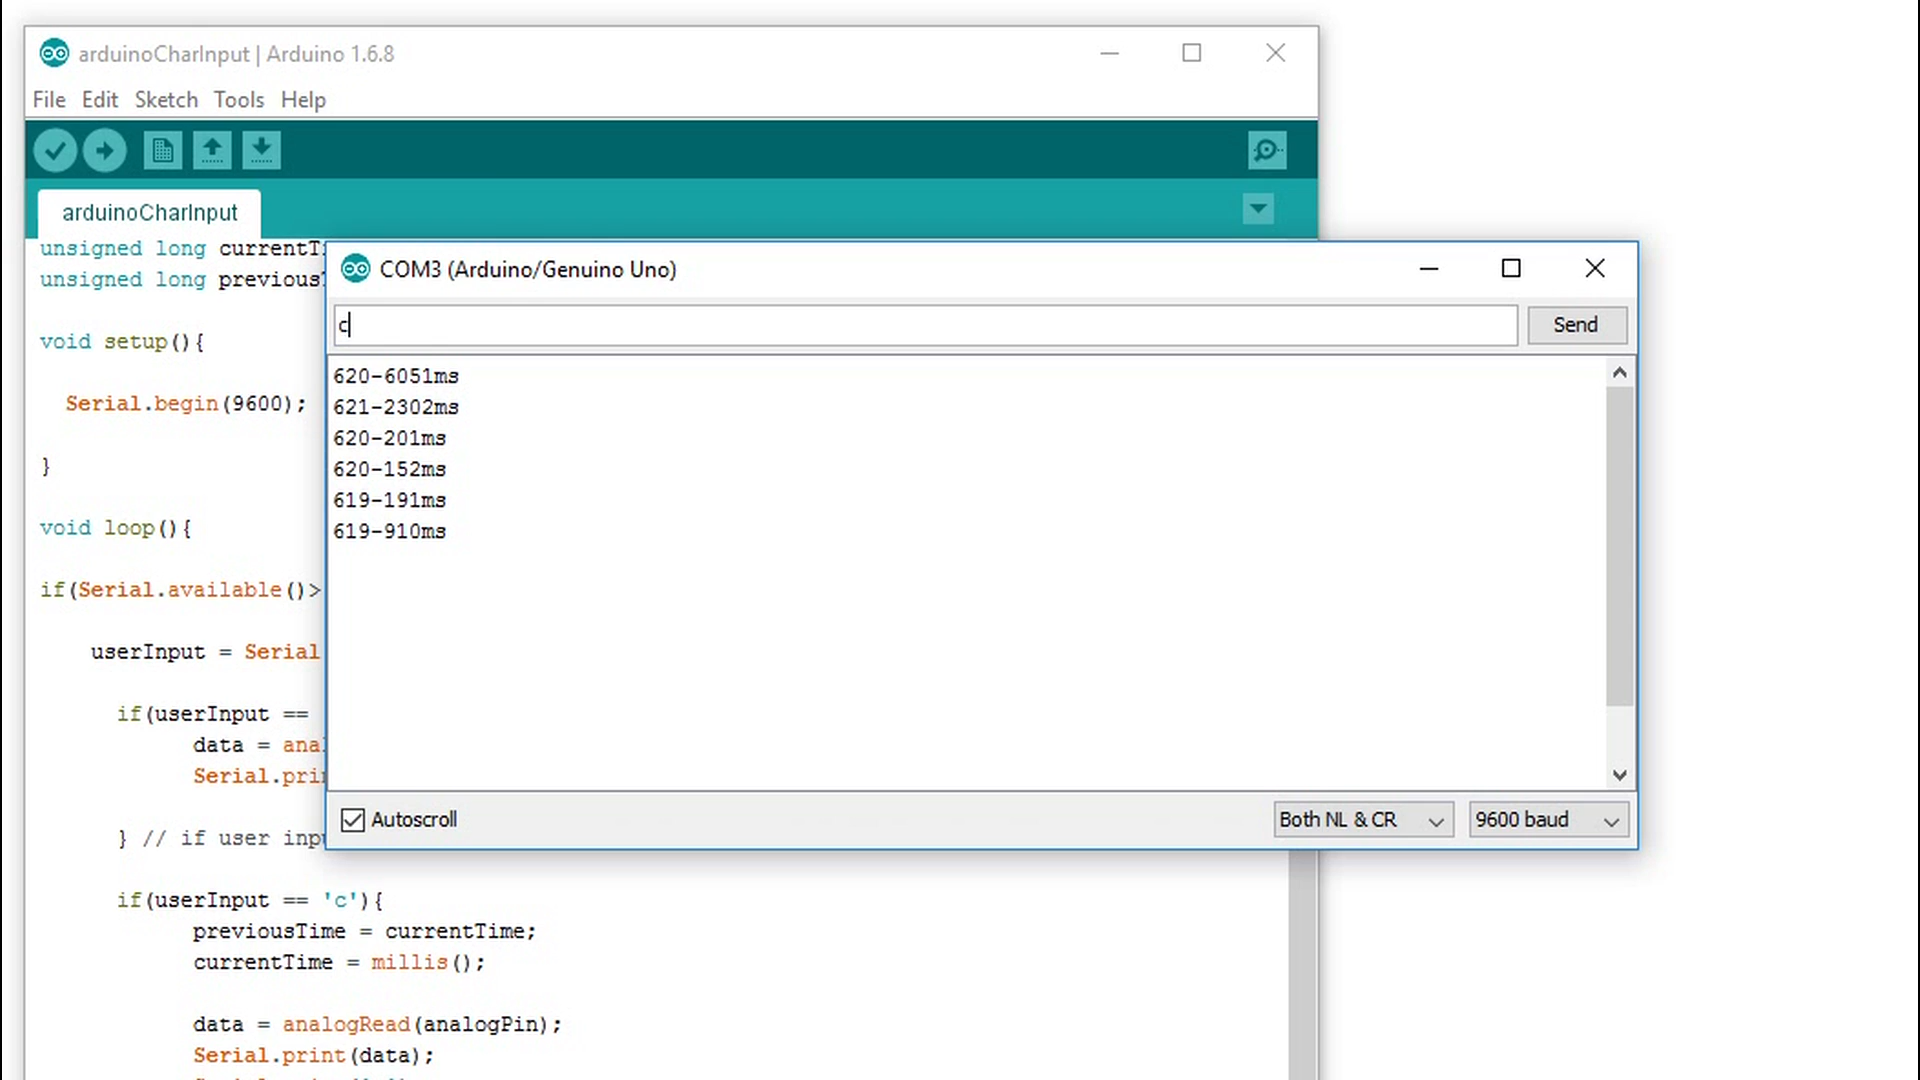 arduinoCharInput | Arduino 1.6.8
File Edit Sketch Tools Help
arduinoCharInput
unsigned long currentTi
unsigned long previous
void setup(){
Serial.begin(9600);
}
void loop(){
if(Serial.available()>
userInput = Serial
if(userInput ==
data = ana
Serial.pri
} // if user inp
if(userInput == 'c'){
previousTime = currentTime;
currentTime = millis();
data = analogRead(analogPin);
Serial.print(data);
COM3 (Arduino/Genuino Uno)
c
Send
620-6051ms
621-2302ms
620-201ms
620-152ms
619-191ms
619-910ms
Autoscroll
Both NL & CR
9600 baud